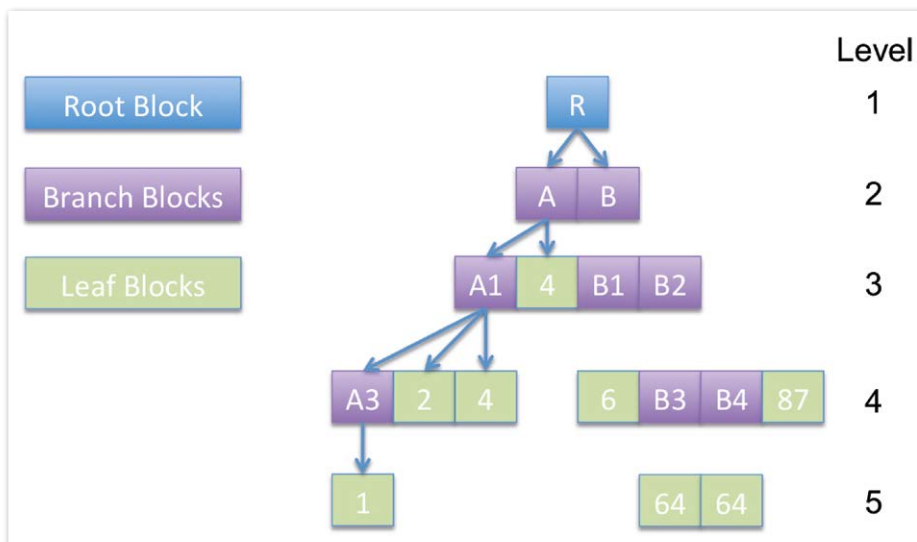 Level
Root Block R 1
Branch Blocks A B 2
Leaf Blocks A1 4 B1 B2 3
A3 2 4 6 B3 B4 87 4
1 64 64 5